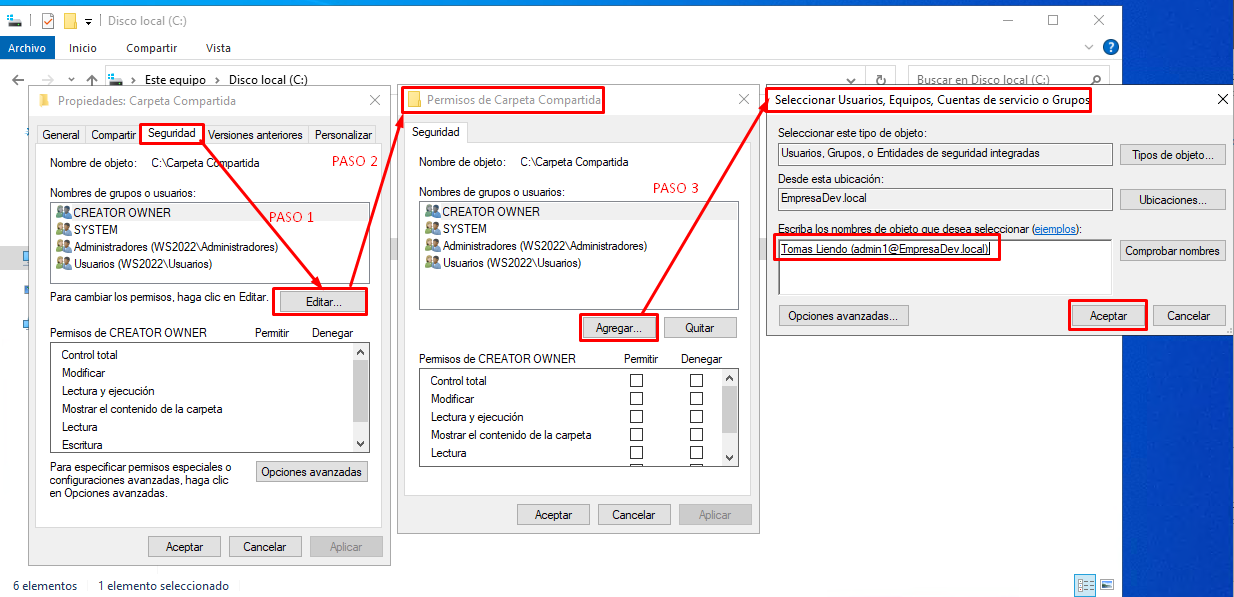 Disco local (C:)
Archivo Inicio Compartir Vista
Este equipo Disco local (C:)
Buscar en Disco local (C:)
Propiedades: Carpeta Compartida
General Compartir Seguridad Versiones anteriores Personalizar
Nombre de objeto: C:\Carpeta Compartida
PASO 2
Nombres de grupos o usuarios:
CREATOR OWNER
PASO 1
SYSTEM
Administradores (WS2022\Administradores)
Usuarios (WS2022\Usuarios)
Para cambiar los permisos, haga clic en Editar.
Editar...
Permisos de CREATOR OWNER Permitir Denegar
Control total
Modificar
Lectura y ejecución
Mostrar el contenido de la carpeta
Lectura
Escritura
Para especificar permisos especiales o
configuraciones avanzadas, haga clic
en Opciones avanzadas.
Opciones avanzadas
Aceptar Cancelar Aplicar
Permisos de Carpeta Compartida
Seguridad
Nombre de objeto: C:\Carpeta Compartida
Nombres de grupos o usuarios:
PASO 3
CREATOR OWNER
SYSTEM
Administradores (WS2022\Administradores)
Usuarios (WS2022\Usuarios)
Agregar... Quitar
Permisos de CREATOR OWNER Permitir Denegar
Control total
Modificar
Lectura y ejecución
Mostrar el contenido de la carpeta
Lectura
Aceptar Cancelar Aplicar
Seleccionar Usuarios, Equipos, Cuentas de servicio o Grupos
Seleccionar este tipo de objeto:
Usuarios, Grupos, o Entidades de seguridad integradas
Tipos de objeto...
Desde esta ubicación:
EmpresaDev.local
Ubicaciones...
Escriba los nombres de objeto que desea seleccionar (ejemplos):
Tomas Liendo (admin1@EmpresaDev.local)
Comprobar nombres
Opciones avanzadas...
Aceptar Cancelar
6 elementos 1 elemento seleccionado